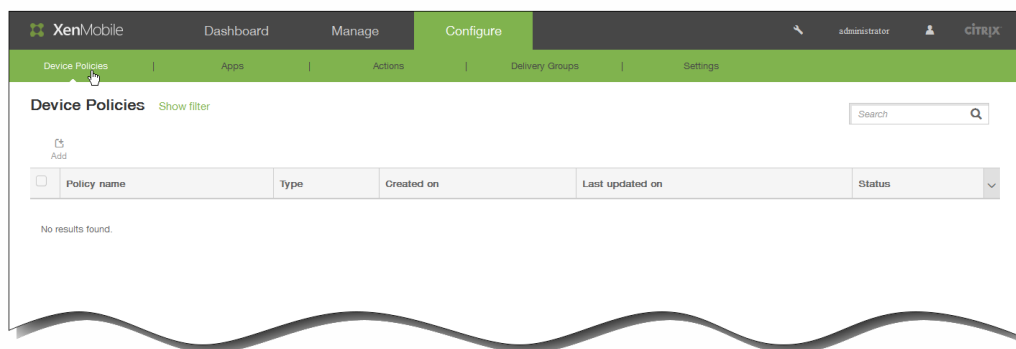 XenMobile Dashboard Manage Configure administrator CITRIX
Device Policies | Apps | Actions | Delivery Groups | Settings
Device Policies Show filter
Search
Add
Policy name Type Created on Last updated on Status
No results found.